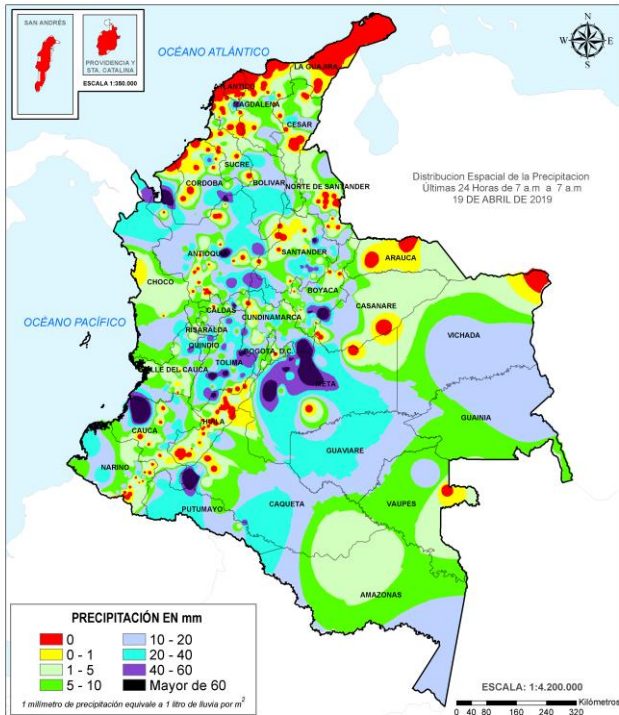 SAN ANDRÉS
PROVIDENCIA Y
STA. CATALINA
ESCALA 1:350.000
OCÉANO ATLÁNTICO
N
W
E
S
LA GUAJIRA
ATLANTICO
MAGDALENA
CESAR
SUCRE
CORDOBA
BOLIVAR
NORTE DE SANTANDER
Distribucion Espacial de la Precipitacion
Últimas 24 Horas de 7 a.m a 7 a.m
19 DE ABRIL DE 2019
ANTIOQUIA
SANTANDER
ARAUCA
CHOCO
BOYACA
CASANARE
OCÉANO PACÍFICO
CALDAS
CUNDINAMARCA
RISARALDA
VICHADA
QUINDIO
BOGOTA, D.C.
TOLIMA
VALLE DEL CAUCA
META
GUAINIA
CAUCA
HUILA
GUAVIARE
NARIÑO
CAQUETA
VAUPES
PUTUMAYO
AMAZONAS
PRECIPITACIÓN EN mm
0
10 - 20
0 - 1
20 - 40
1 - 5
40 - 60
5 - 10
Mayor de 60
1 milímetro de precipitación equivale a 1 litro de lluvia por m2
ESCALA: 1:4.200.000
Kilómetros
0 40 80 160 240 320